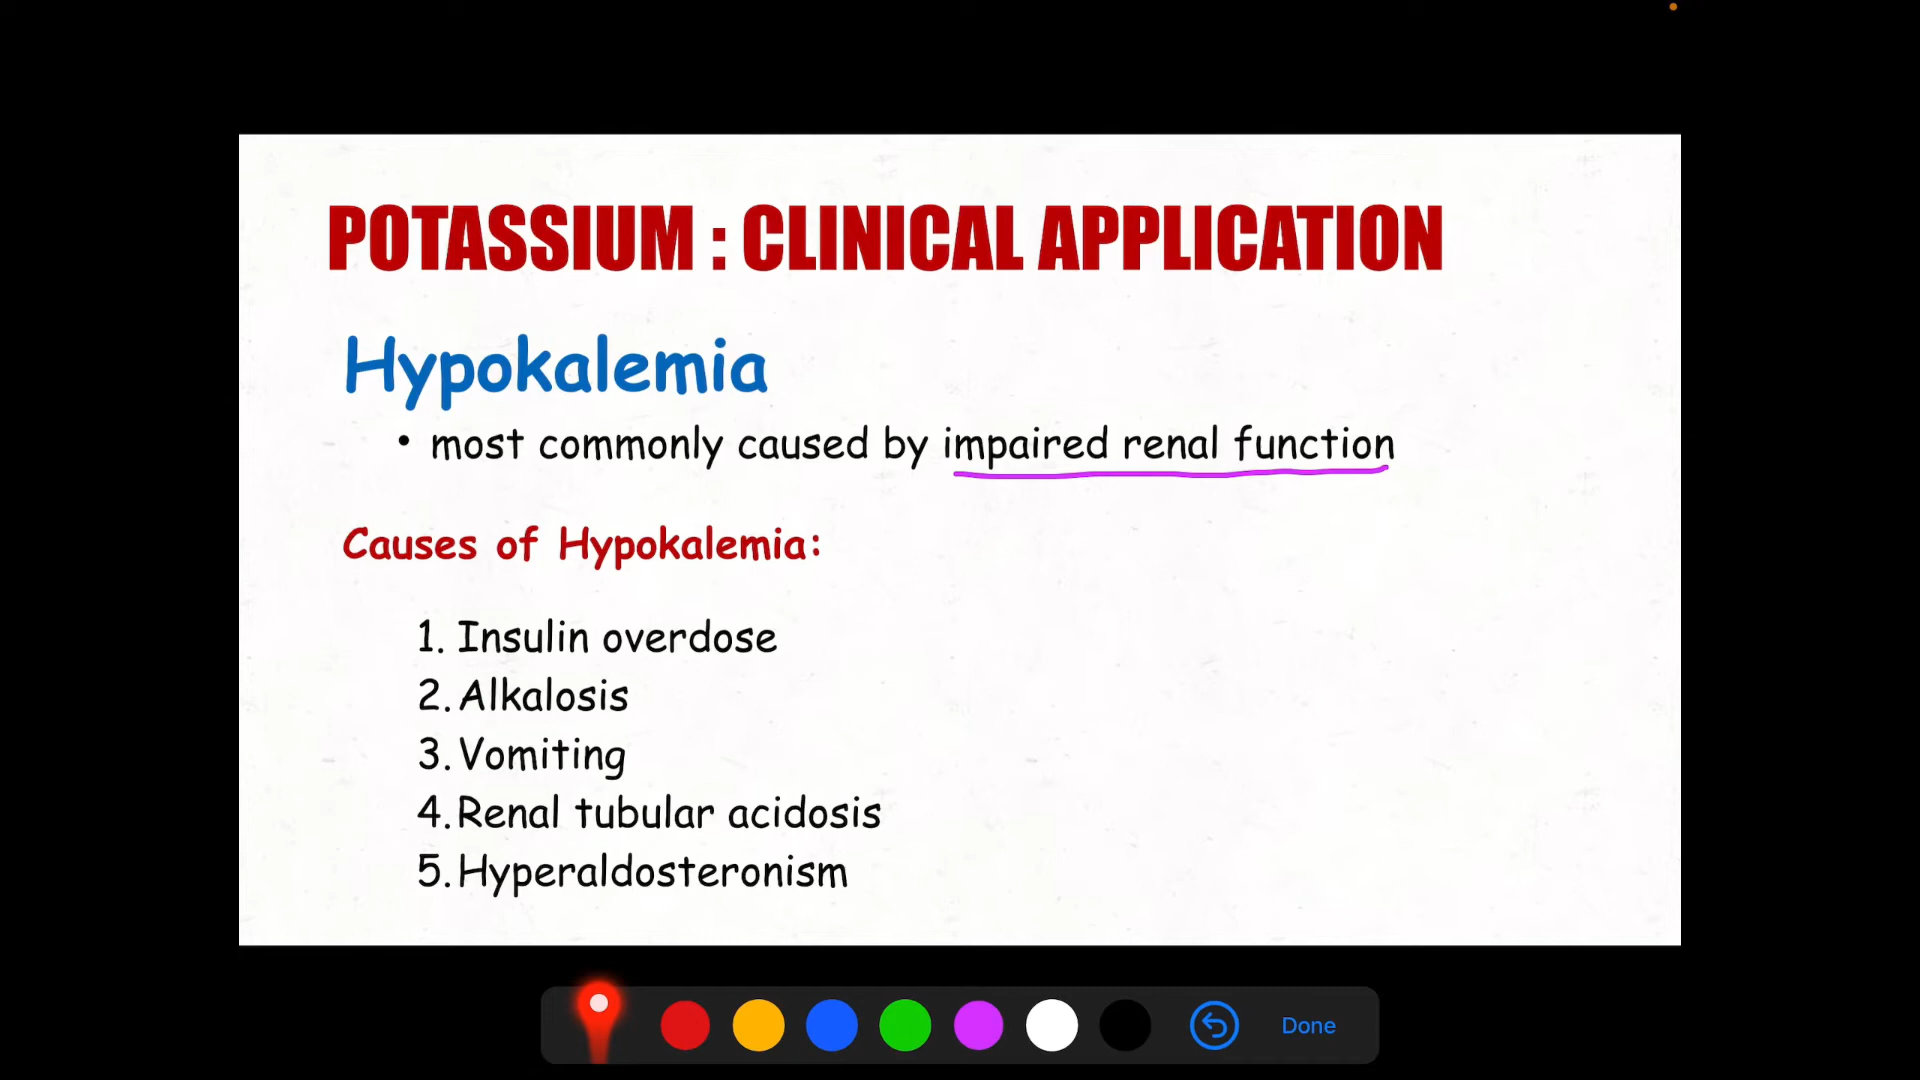 POTASSIUM : CLINICAL APPLICATION
Hypokalemia
• most commonly caused by impaired renal function
Causes of Hypokalemia:
1. Insulin overdose
2. Alkalosis
3. Vomiting
4. Renal tubular acidosis
5. Hyperaldosteronism
Done